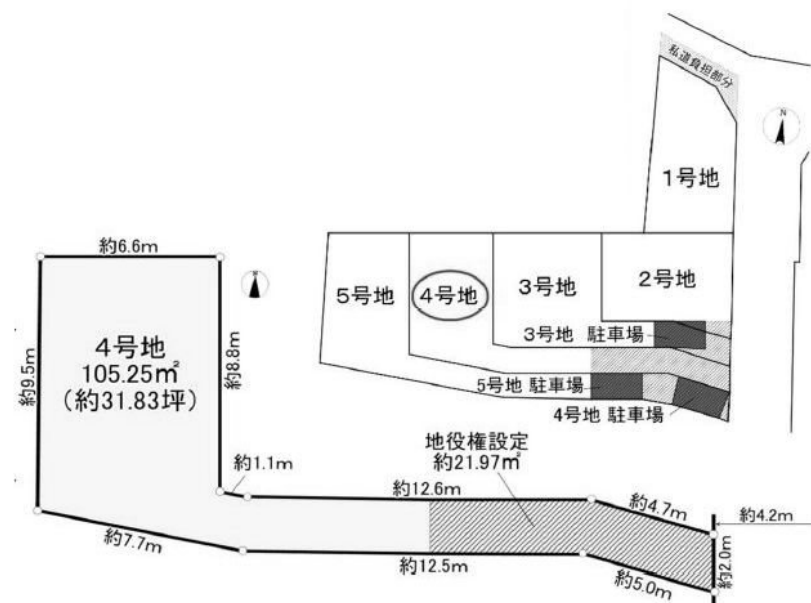 私道負担部分
N
1号地
5号地
4号地
3号地
2号地
3号地 駐車場
5号地 駐車場
4号地 駐車場
約6.6m
N
4号地
105.25㎡
(約31.83坪)
約9.5m
約8.8m
約1.1m
地役権設定
約21.97㎡
約12.6m
約4.7m
約4.2m
約2.0m
約7.7m
約12.5m
約5.0m